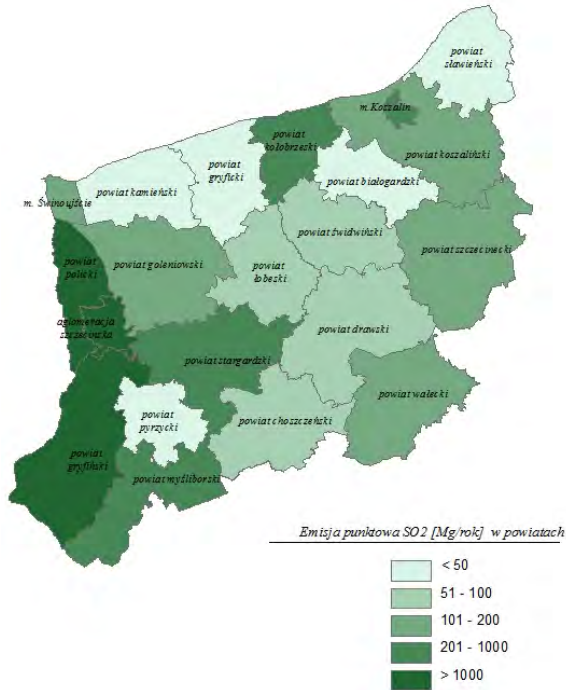 powiat
sławieński
m. Koszalin
powiat
kołobrzeski
powiat koszaliński
powiat
gryficki
powiat białogardzki
powiat kamieński
m. Świnoujście
powiat świdwiński
powiat szczecinecki
powiat
policki
powiat goleniowski
powiat
łobeski
aglomeracja
szczecińska
powiat drawski
powiat stargardzki
powiat wałecki
powiat
pyrzycki
powiat choszczeński
powiat
gryfiński
powiat myśliborski
Emisja punktowa SO2 [Mg/rok] w powiatach
< 50
51 - 100
101 - 200
201 - 1000
> 1000